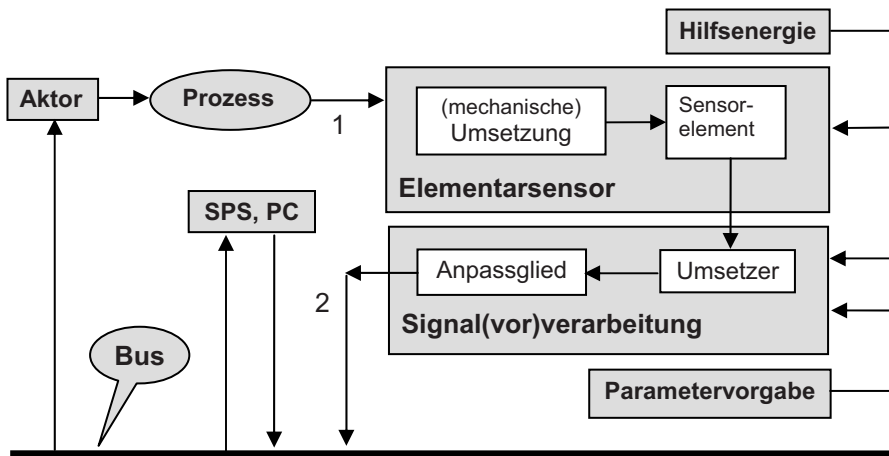 Hilfsenergie
Aktor
Prozess
1
(mechanische)
Umsetzung
Sensor-
element
Elementarsensor
SPS, PC
2
Anpassglied
Umsetzer
Signal(vor)verarbeitung
Bus
Parametervorgabe